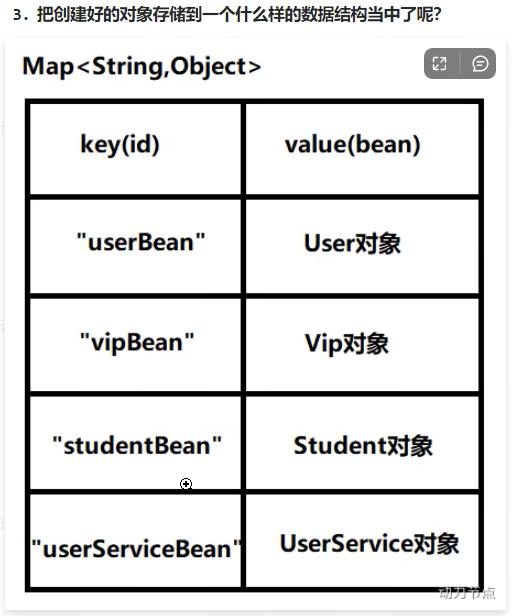 3．把创建好的对象存储到一个什么样的数据结构当中了呢？
Map<String,Object>
key(id) value(bean)
"userBean" User对象
"vipBean" Vip对象
"studentBean" Student对象
"userServiceBean" UserService对象
动力节点